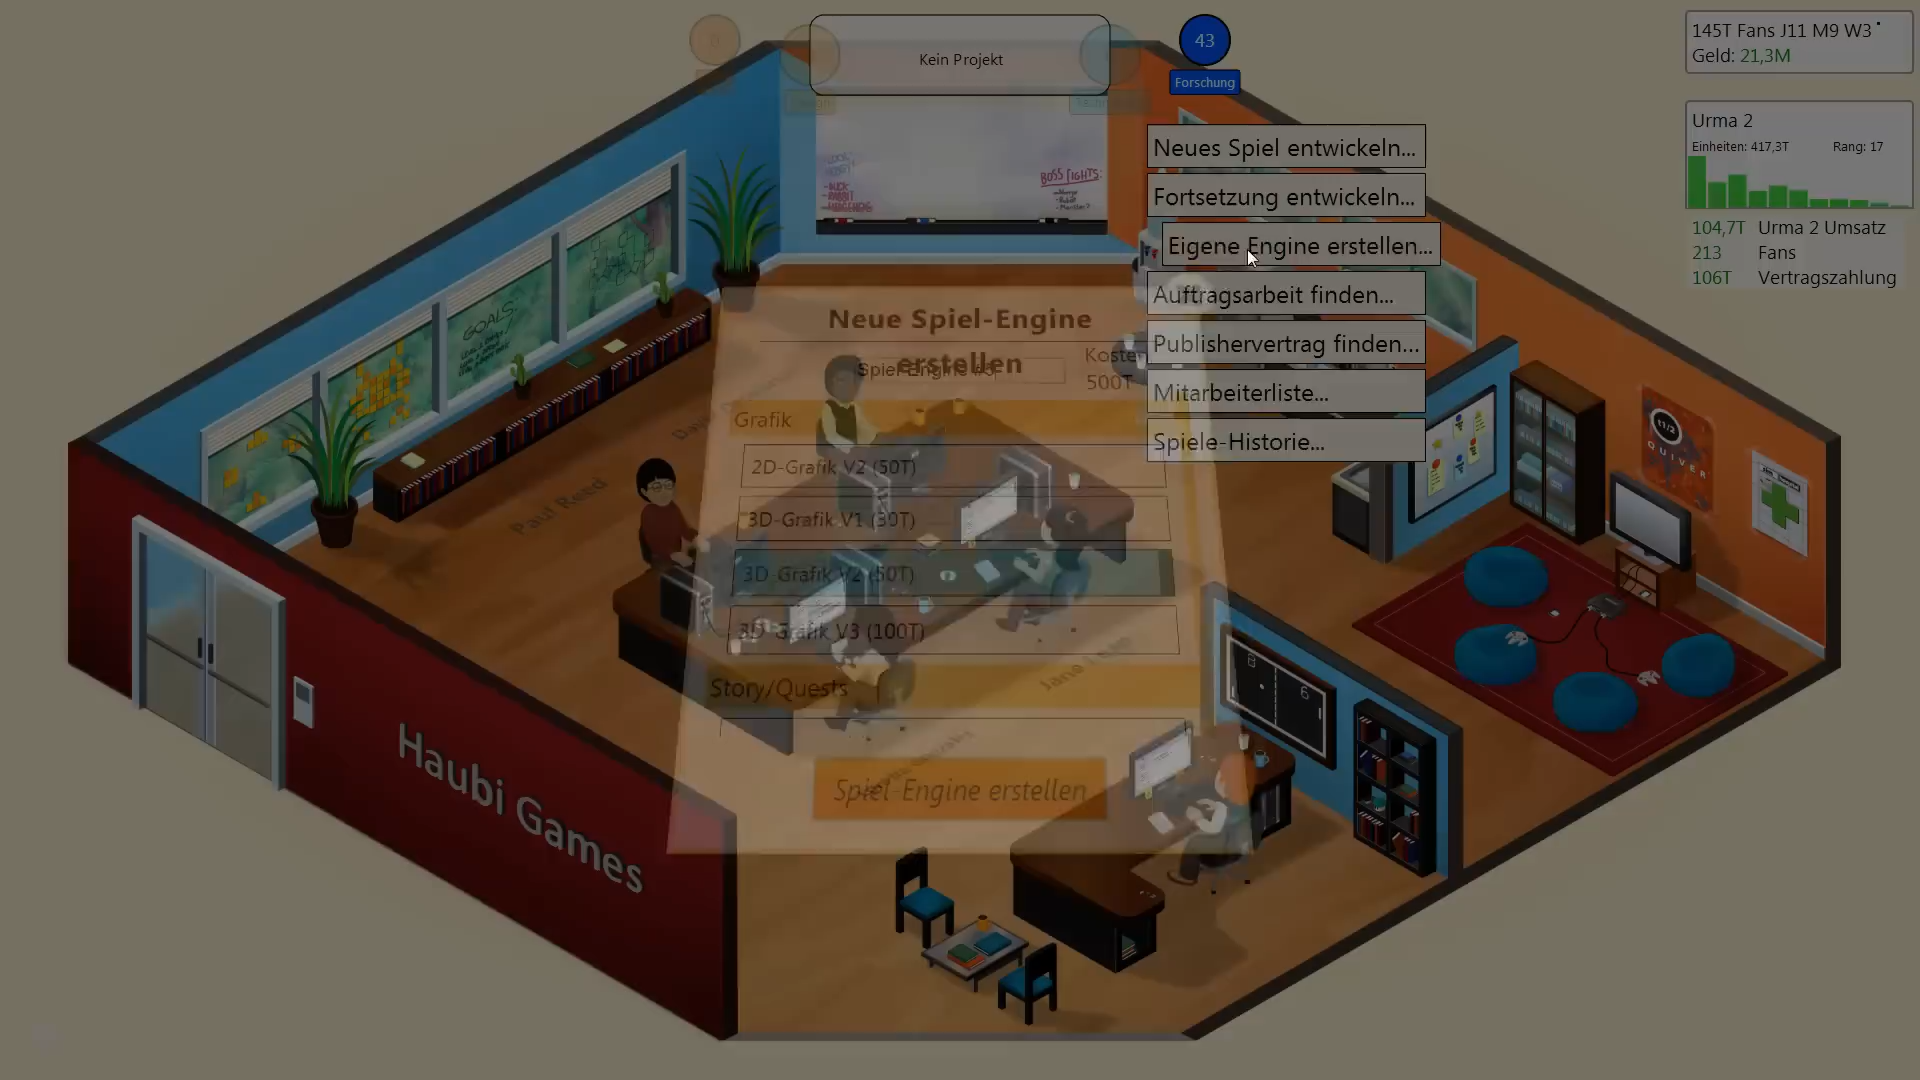 Kein Projekt
43
Forschung
145T Fans J11 M9 W3
Geld: 21,3M
Urma 2
Einheiten: 417,3T Rang: 17
104,7T Urma 2 Umsatz
213 Fans
106T Vertragszahlung
Neues Spiel entwickeln...
Fortsetzung entwickeln...
Eigene Engine erstellen...
Auftragsarbeit finden...
Publishervertrag finden...
Mitarbeiterliste...
Spiele-Historie...
BOSS FIGHTS:
GOALS:
Neue Spiel-Engine
erstellen
Kosten
500T
Grafik
2D-Grafik V2 (50T)
3D-Grafik V1 (30T)
3D-Grafik V2 (50T)
3D-Grafik V3 (100T)
Story/Quests
Spiel-Engine erstellen
Paul Reed
Haubi Games
QUIVER
6